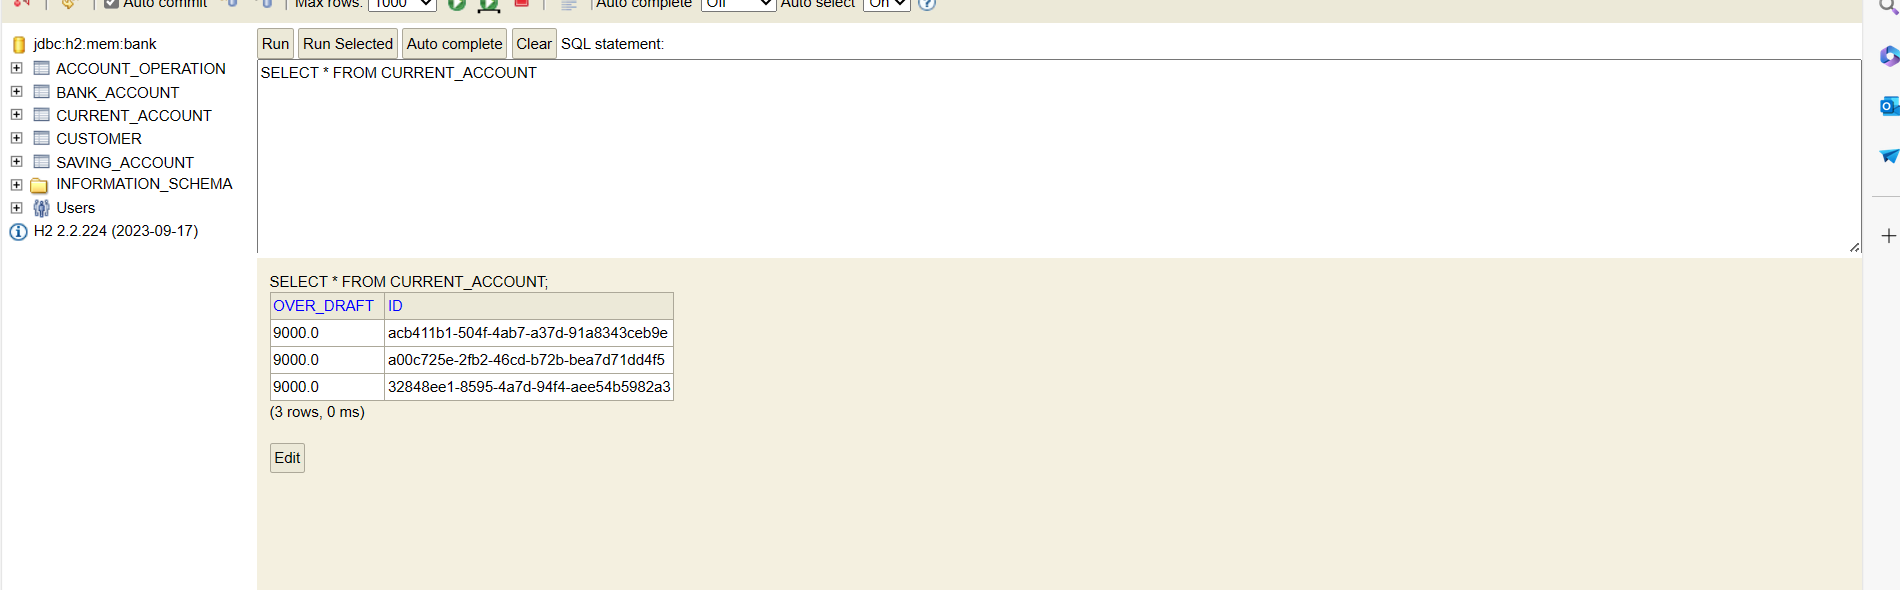 Auto commit Max rows: 1000 Auto complete Off Auto select On ?
jdbc:h2:mem:bank
ACCOUNT_OPERATION
BANK_ACCOUNT
CURRENT_ACCOUNT
CUSTOMER
SAVING_ACCOUNT
INFORMATION_SCHEMA
Users
H2 2.2.224 (2023-09-17)
Run Run Selected Auto complete Clear SQL statement:
SELECT * FROM CURRENT_ACCOUNT
SELECT * FROM CURRENT_ACCOUNT;
OVER_DRAFT ID
9000.0 acb411b1-504f-4ab7-a37d-91a8343ceb9e
9000.0 a00c725e-2fb2-46cd-b72b-bea7d71dd4f5
9000.0 32848ee1-8595-4a7d-94f4-aee54b5982a3
(3 rows, 0 ms)
Edit